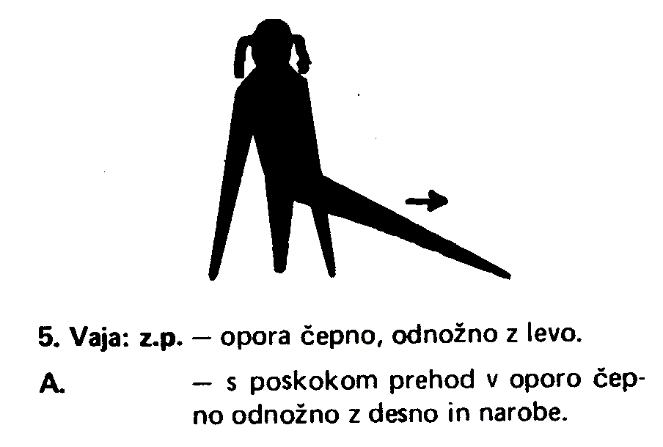 5. Vaja: z.p. — opora čepno, odnožno z levo.
A. — s poskokom prehod v oporo čep-
no odnožno z desno in narobe.